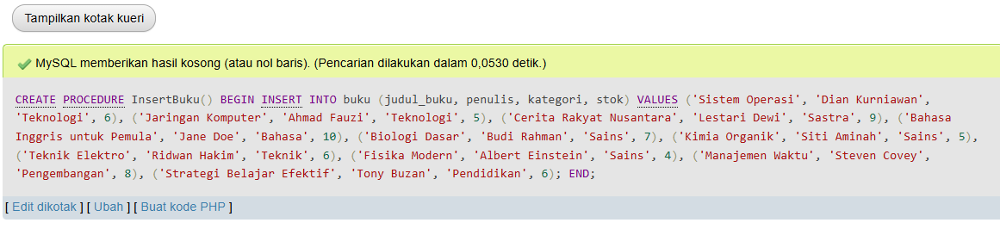 Tampilkan kotak kueri
MySQL memberikan hasil kosong (atau nol baris). (Pencarian dilakukan dalam 0,0530 detik.)
CREATE PROCEDURE InsertBuku() BEGIN INSERT INTO buku (judul_buku, penulis, kategori, stok) VALUES ('Sistem Operasi', 'Dian Kurniawan',
'Teknologi', 6), ('Jaringan Komputer', 'Ahmad Fauzi', 'Teknologi', 5), ('Cerita Rakyat Nusantara', 'Lestari Dewi', 'Sastra', 9), ('Bahasa
Inggris untuk Pemula', 'Jane Doe', 'Bahasa', 10), ('Biologi Dasar', 'Budi Rahman', 'Sains', 7), ('Kimia Organik', 'Siti Aminah', 'Sains', 5),
('Teknik Elektro', 'Ridwan Hakim', 'Teknik', 6), ('Fisika Modern', 'Albert Einstein', 'Sains', 4), ('Manajemen Waktu', 'Steven Covey',
'Pengembangan', 8), ('Strategi Belajar Efektif', 'Tony Buzan', 'Pendidikan', 6); END;
[ Edit dikotak ] [ Ubah ] [ Buat kode PHP ]